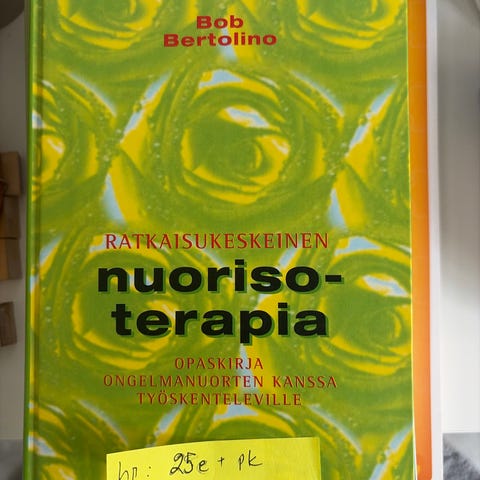 Bob
Bertolino
RATKAISUKESKEINEN
nuoriso-
terapia
OPASKIRJA
ONGELMANUORTEN KANSSA
TYÖSKENTELEVILLE
hp: 25e + pk